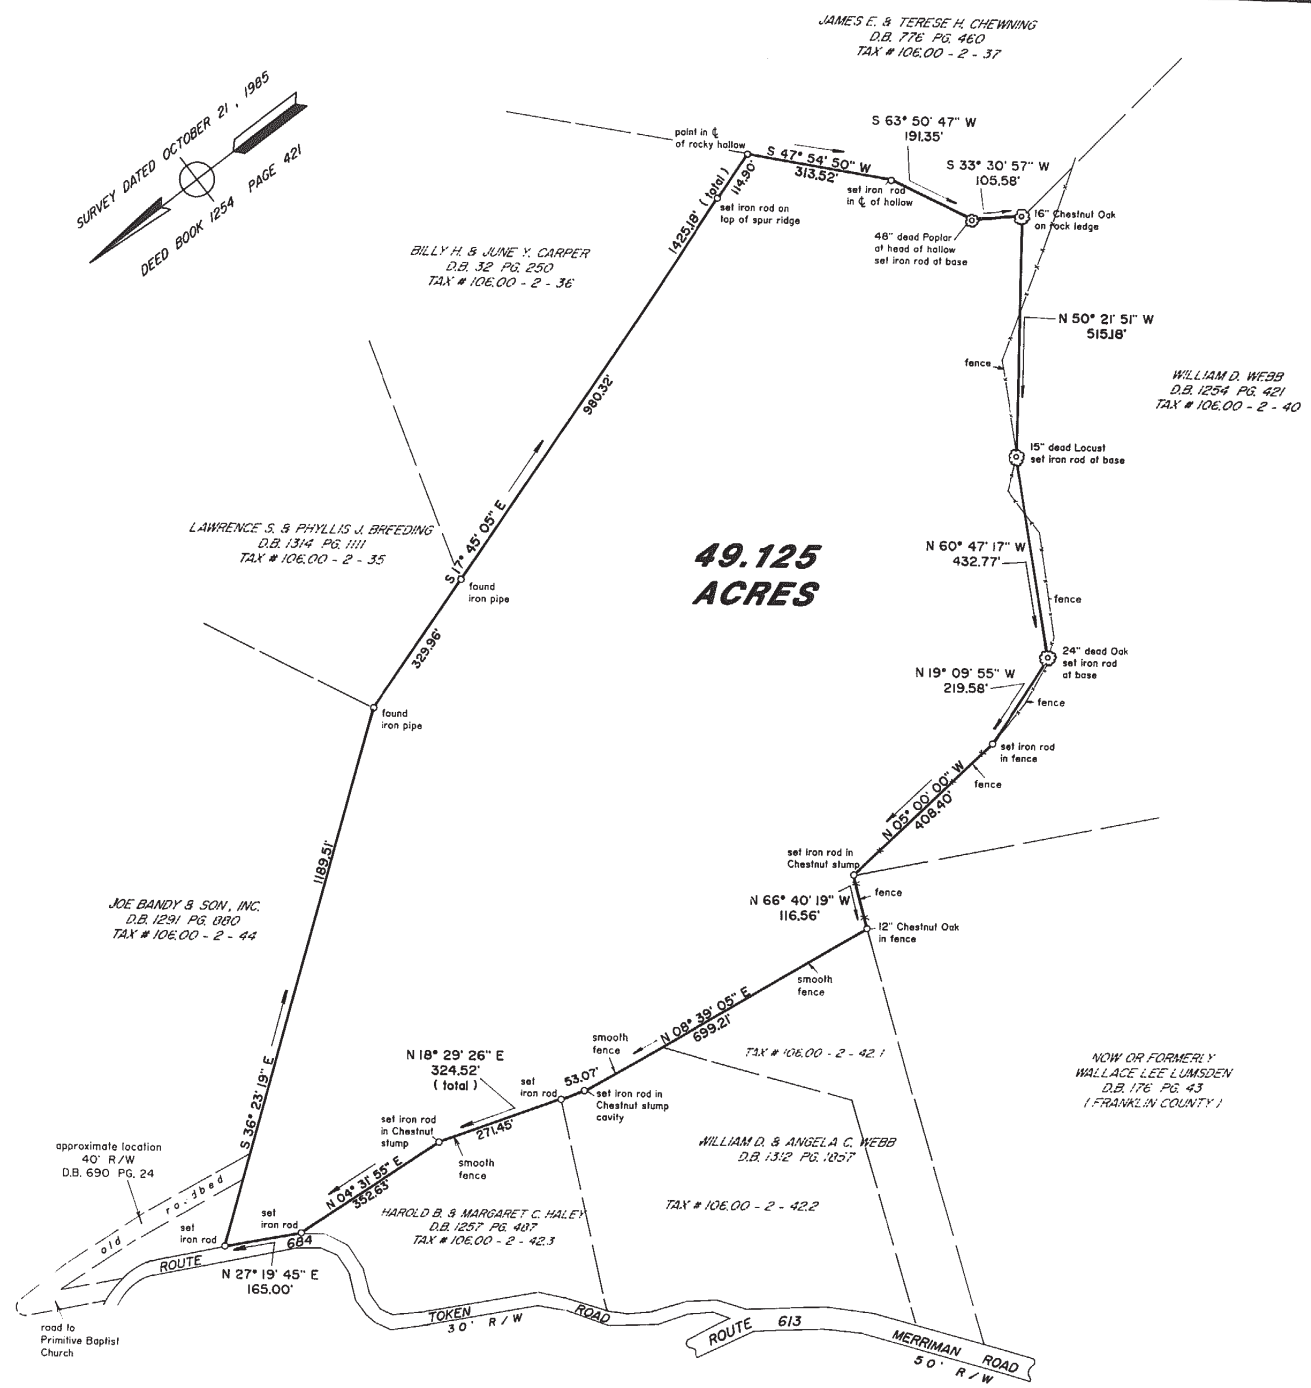 JAMES E. & TERESE H. CHEWNING
D.B. 776 PG. 460
TAX # 106.00 - 2 - 37
SURVEY DATED OCTOBER 21, 1985
DEED BOOK 1254 PAGE 421
point in ℄
of rocky hollow
S 47° 54' 50" W
313.52'
S 63° 50' 47" W
191.35'
S 33° 30' 57" W
105.58'
set iron rod
in ℄ of hollow
48" dead Poplar
at head of hollow
set iron rod at base
16" Chestnut Oak
on rock ledge
1425.18' (total)
114.90'
set iron rod on
top of spur ridge
BILLY H. & JUNE Y. CARPER
D.B. 32 PG. 250
TAX # 106.00 - 2 - 36
N 50° 21' 51" W
515.18'
fence
WILLIAM D. WEBB
D.B. 1254 PG. 421
TAX # 106.00 - 2 - 40
980.32'
15" dead Locust
set iron rod at base
S 17° 45' 05" E
LAWRENCE S. & PHYLLIS J. BREEDING
D.B. 1314 PG. 1111
TAX # 106.00 - 2 - 35
found
iron pipe
49.125
ACRES
N 60° 47' 17" W
432.77'
fence
329.96'
24" dead Oak
set iron rod
at base
N 19° 09' 55" W
219.58'
fence
found
iron pipe
set iron rod
in fence
fence
N 05° 00' 00" W
408.40'
1189.51'
set iron rod in
Chestnut stump
fence
N 66° 40' 19" W
116.56'
12" Chestnut Oak
in fence
JOE BANDY & SON, INC.
D.B. 1291 PG. 880
TAX # 106.00 - 2 - 44
smooth
fence
N 08° 39' 05" E
699.21'
smooth
fence
TAX # 106.00 - 2 - 42.1
N 18° 29' 26" E
324.52'
(total)
53.07'
set
iron rod
set iron rod in
Chestnut stump
cavity
NOW OR FORMERLY
WALLACE LEE LUMSDEN
D.B. 176 PG. 43
(FRANKLIN COUNTY)
S 36° 23' 19" E
set iron rod
in Chestnut
stump
271.45'
smooth
fence
WILLIAM D. & ANGELA C. WEBB
D.B. 1312 PG. 1857
TAX # 106.00 - 2 - 42.2
approximate location
40' R/W
D.B. 690 PG. 24
N 04° 31' 55" E
352.63'
HAROLD B. & MARGARET C. HALEY
D.B. 1257 PG. 487
TAX # 106.00 - 2 - 42.3
old roadbed
set
iron rod
set
iron rod
ROUTE 684
N 27° 19' 45" E
165.00'
TOKEN ROAD
30' R/W
road to
Primitive Baptist
Church
ROUTE 613
MERRIMAN ROAD
50' R/W